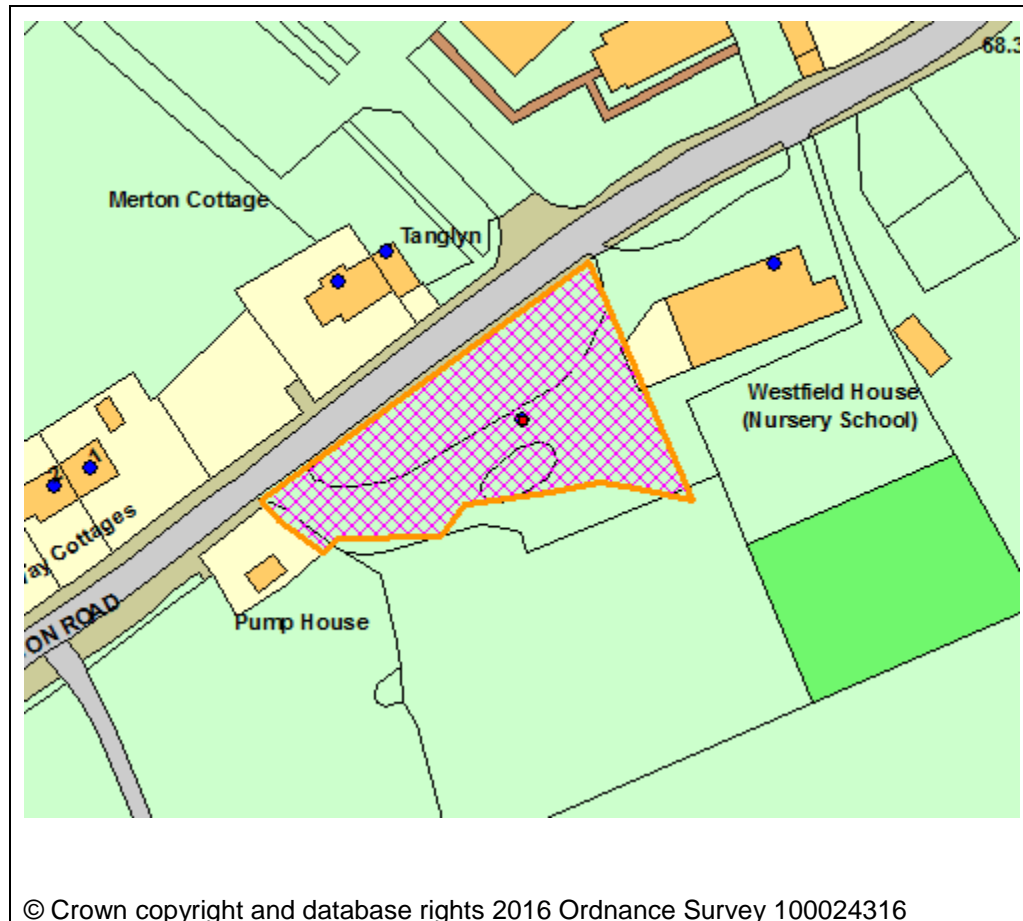 68.3
Merton Cottage
Tanglyn
Westfield House
(Nursery School)
2
1
ay Cottages
ON ROAD
Pump House
© Crown copyright and database rights 2016 Ordnance Survey 100024316